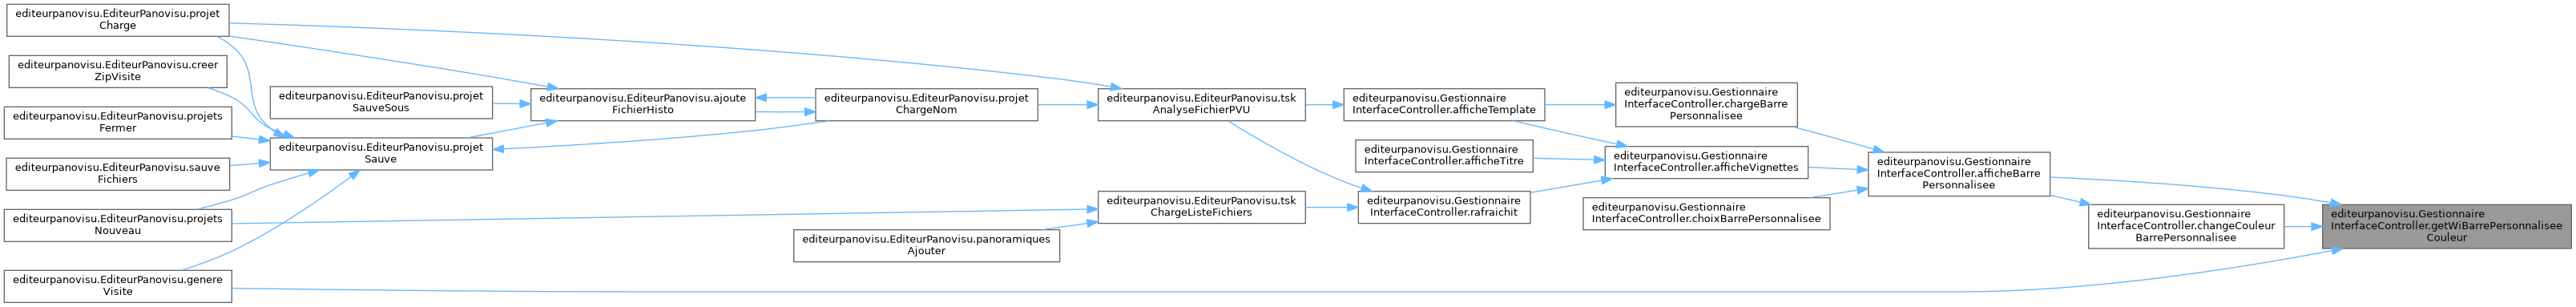 editeurpanovisu.EditeurPanovisu.projet
Charge
editeurpanovisu.EditeurPanovisu.creer
ZipVisite
editeurpanovisu.EditeurPanovisu.projets
Fermer
editeurpanovisu.EditeurPanovisu.sauve
Fichiers
editeurpanovisu.EditeurPanovisu.projets
Nouveau
editeurpanovisu.EditeurPanovisu.genere
Visite
editeurpanovisu.EditeurPanovisu.projet
SauveSous
editeurpanovisu.EditeurPanovisu.projet
Sauve
editeurpanovisu.EditeurPanovisu.ajoute
FichierHisto
editeurpanovisu.EditeurPanovisu.projet
ChargeNom
editeurpanovisu.EditeurPanovisu.panoramiques
Ajouter
editeurpanovisu.EditeurPanovisu.tsk
AnalyseFichierPVU
editeurpanovisu.EditeurPanovisu.tsk
ChargeListeFichiers
editeurpanovisu.Gestionnaire
InterfaceController.afficheTemplate
editeurpanovisu.Gestionnaire
InterfaceController.afficheTitre
editeurpanovisu.Gestionnaire
InterfaceController.rafraichit
editeurpanovisu.Gestionnaire
InterfaceController.chargeBarre
Personnalisee
editeurpanovisu.Gestionnaire
InterfaceController.afficheVignettes
editeurpanovisu.Gestionnaire
InterfaceController.choixBarrePersonnalisee
editeurpanovisu.Gestionnaire
InterfaceController.afficheBarre
Personnalisee
editeurpanovisu.Gestionnaire
InterfaceController.changeCouleur
BarrePersonnalisee
editeurpanovisu.Gestionnaire
InterfaceController.getWiBarrePersonnalisee
Couleur